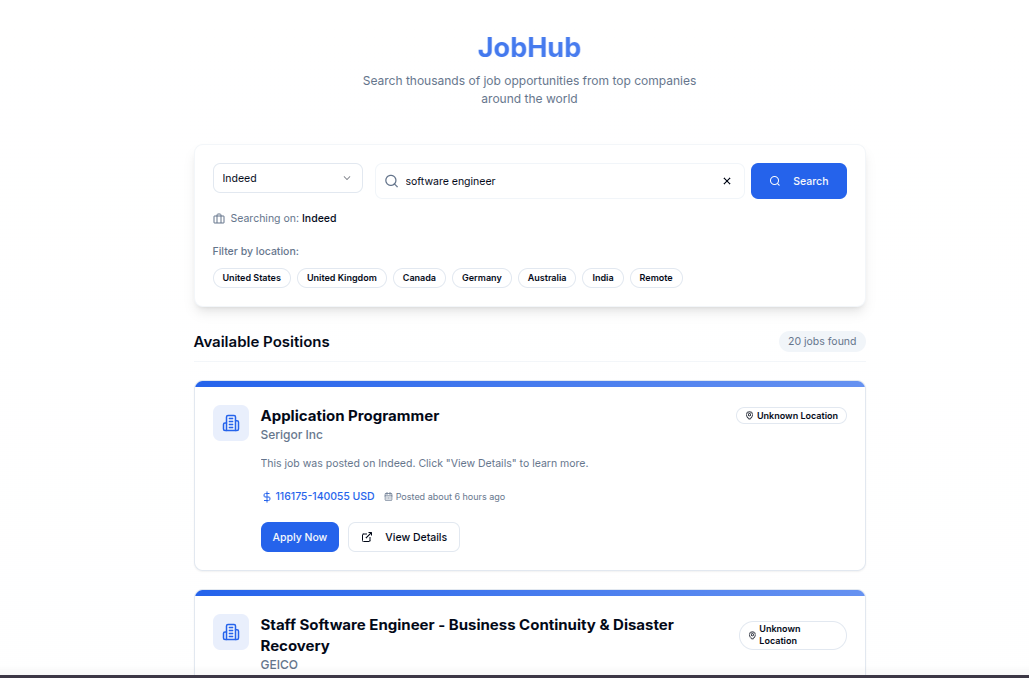 JobHub
Search thousands of job opportunities from top companies
around the world
Indeed
software engineer
Search
Searching on: Indeed
Filter by location:
United States
United Kingdom
Canada
Germany
Australia
India
Remote
Available Positions
20 jobs found
Application Programmer
Unknown Location
Serigor Inc
This job was posted on Indeed. Click "View Details" to learn more.
116175-140055 USD
Posted about 6 hours ago
Apply Now
View Details
Staff Software Engineer - Business Continuity & Disaster
Recovery
Unknown
Location
GEICO